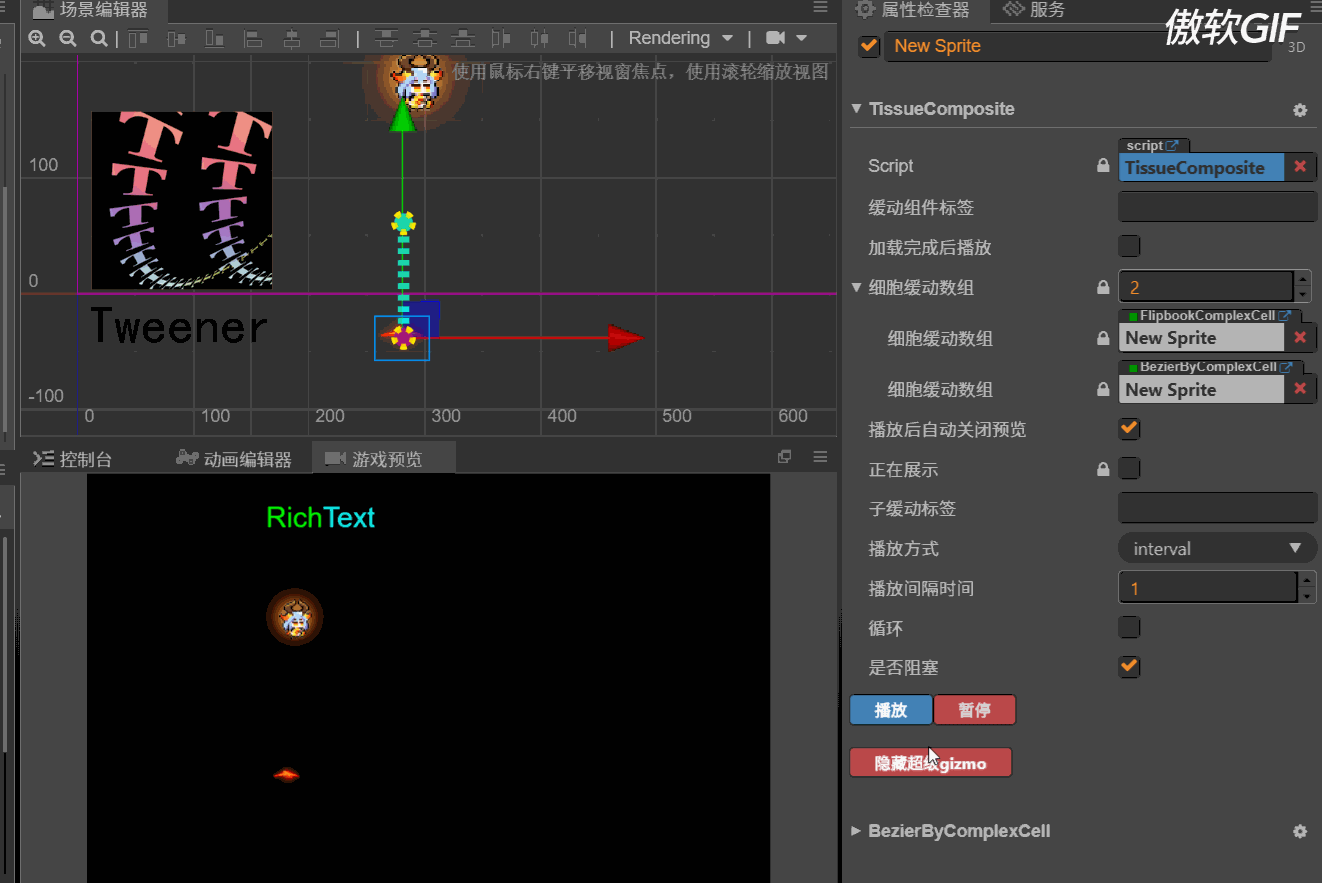 场景编辑器
Rendering
使用鼠标右键平移视窗焦点，使用滚轮缩放视图
100
0
-100
0
100
200
300
400
500
600
Tweener
控制台
动画编辑器
游戏预览
RichText
属性检查器
服务
傲软GIF
New Sprite
3D
TissueComposite
Script
script
TissueComposite
缓动组件标签
加载完成后播放
细胞缓动数组
2
细胞缓动数组
FlipbookComplexCell
New Sprite
细胞缓动数组
BezierByComplexCell
New Sprite
播放后自动关闭预览
正在展示
子缓动标签
播放方式
interval
播放间隔时间
1
循环
是否阻塞
播放
暂停
隐藏超级gizmo
BezierByComplexCell